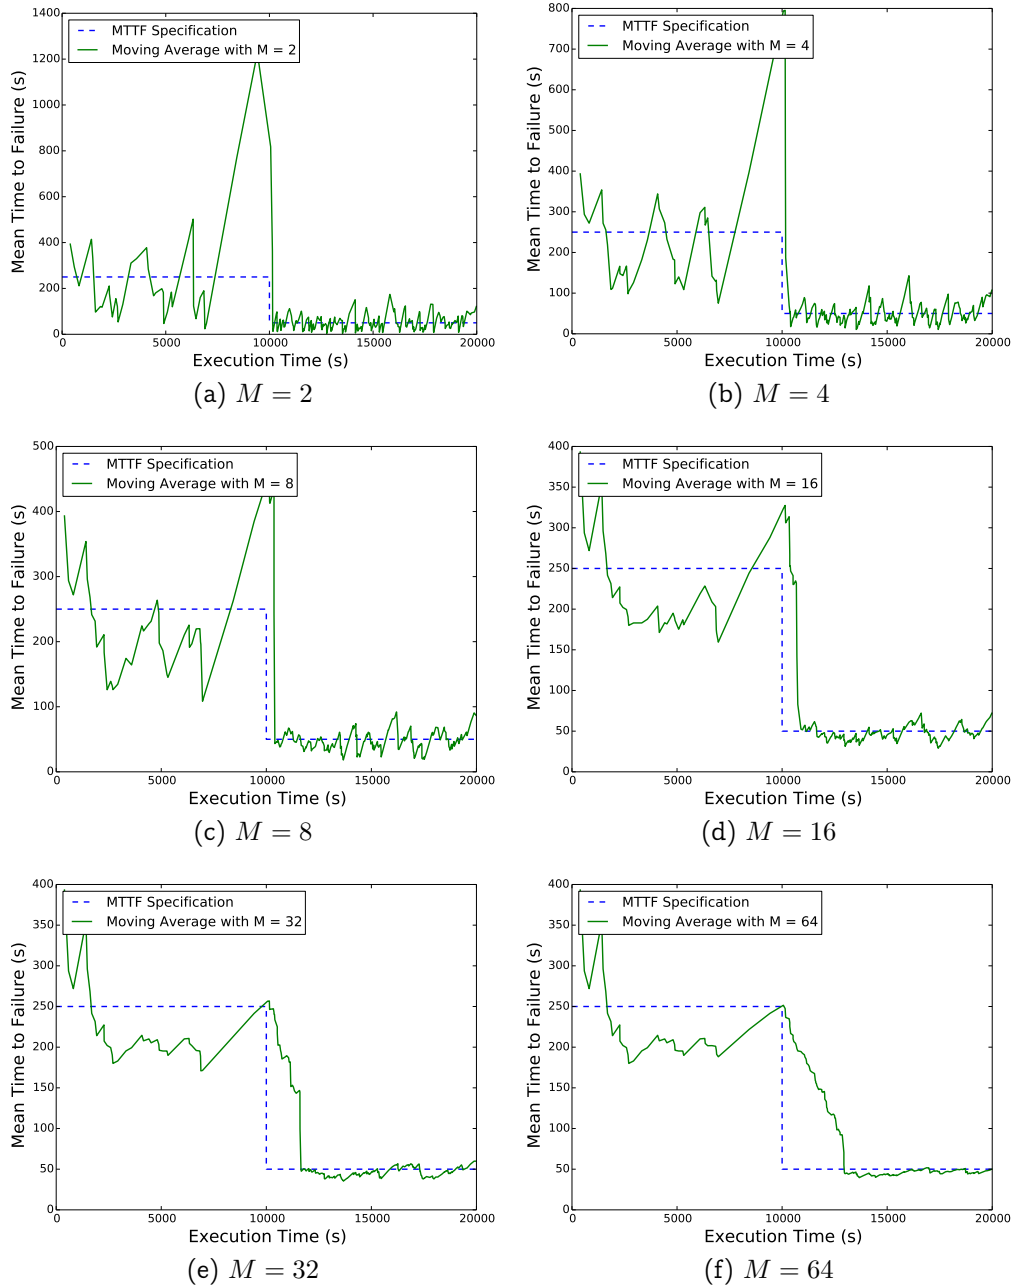 1400
1200
1000
800
600
400
200
0
Mean Time to Failure (s)
MTTF Specification
Moving Average with M = 2
0 5000 10000 15000 20000
Execution Time (s)
(a) M = 2
800
700
600
500
400
300
200
100
0
Mean Time to Failure (s)
MTTF Specification
Moving Average with M = 4
0 5000 10000 15000 20000
Execution Time (s)
(b) M = 4
500
400
300
200
100
0
Mean Time to Failure (s)
MTTF Specification
Moving Average with M = 8
0 5000 10000 15000 20000
Execution Time (s)
(c) M = 8
400
350
300
250
200
150
100
50
0
Mean Time to Failure (s)
MTTF Specification
Moving Average with M = 16
0 5000 10000 15000 20000
Execution Time (s)
(d) M = 16
400
350
300
250
200
150
100
50
0
Mean Time to Failure (s)
MTTF Specification
Moving Average with M = 32
0 5000 10000 15000 20000
Execution Time (s)
(e) M = 32
400
350
300
250
200
150
100
50
0
Mean Time to Failure (s)
MTTF Specification
Moving Average with M = 64
0 5000 10000 15000 20000
Execution Time (s)
(f) M = 64